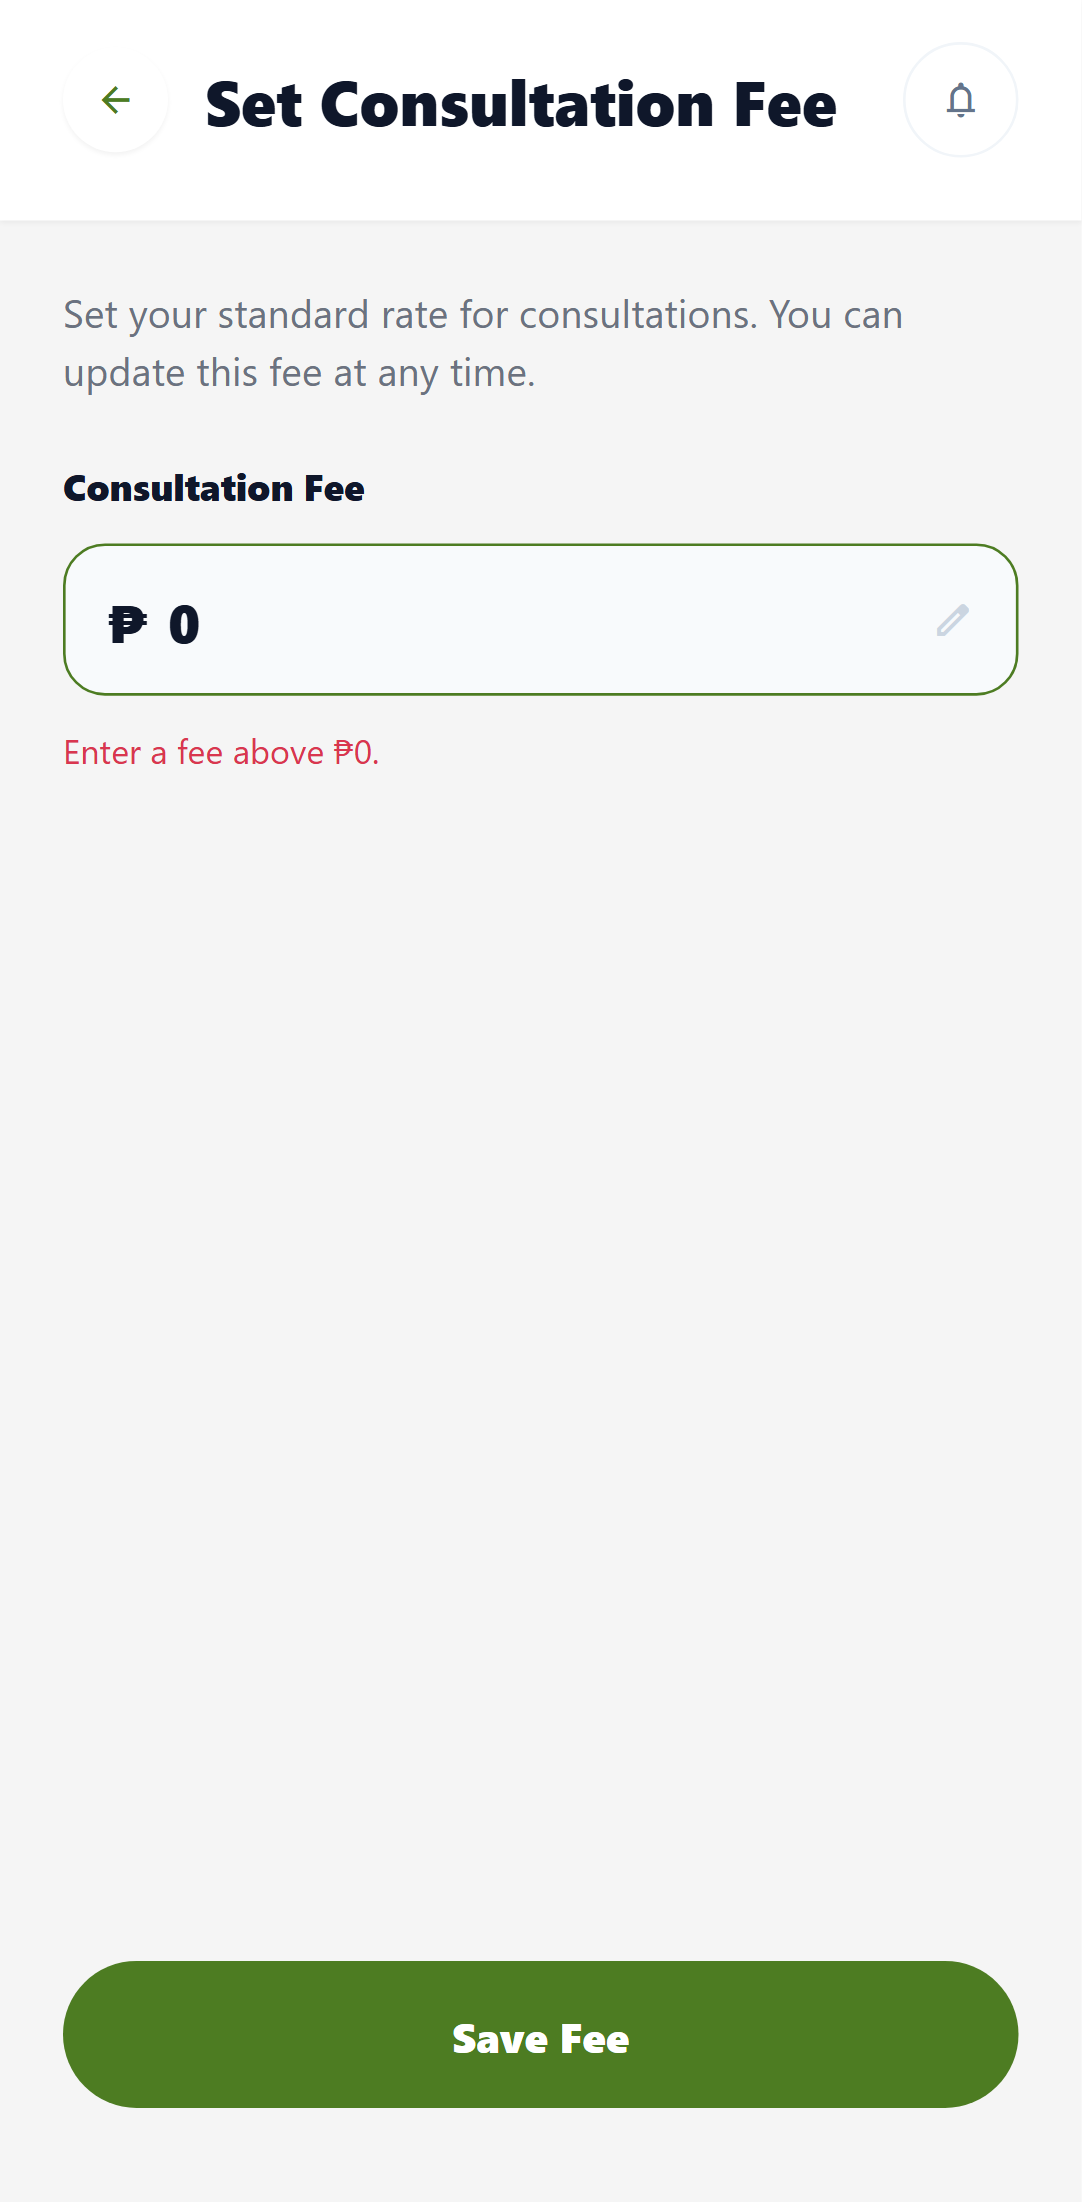 Set Consultation Fee
Set your standard rate for consultations. You can
update this fee at any time.
Consultation Fee
₱ 0
Enter a fee above ₱0.
Save Fee